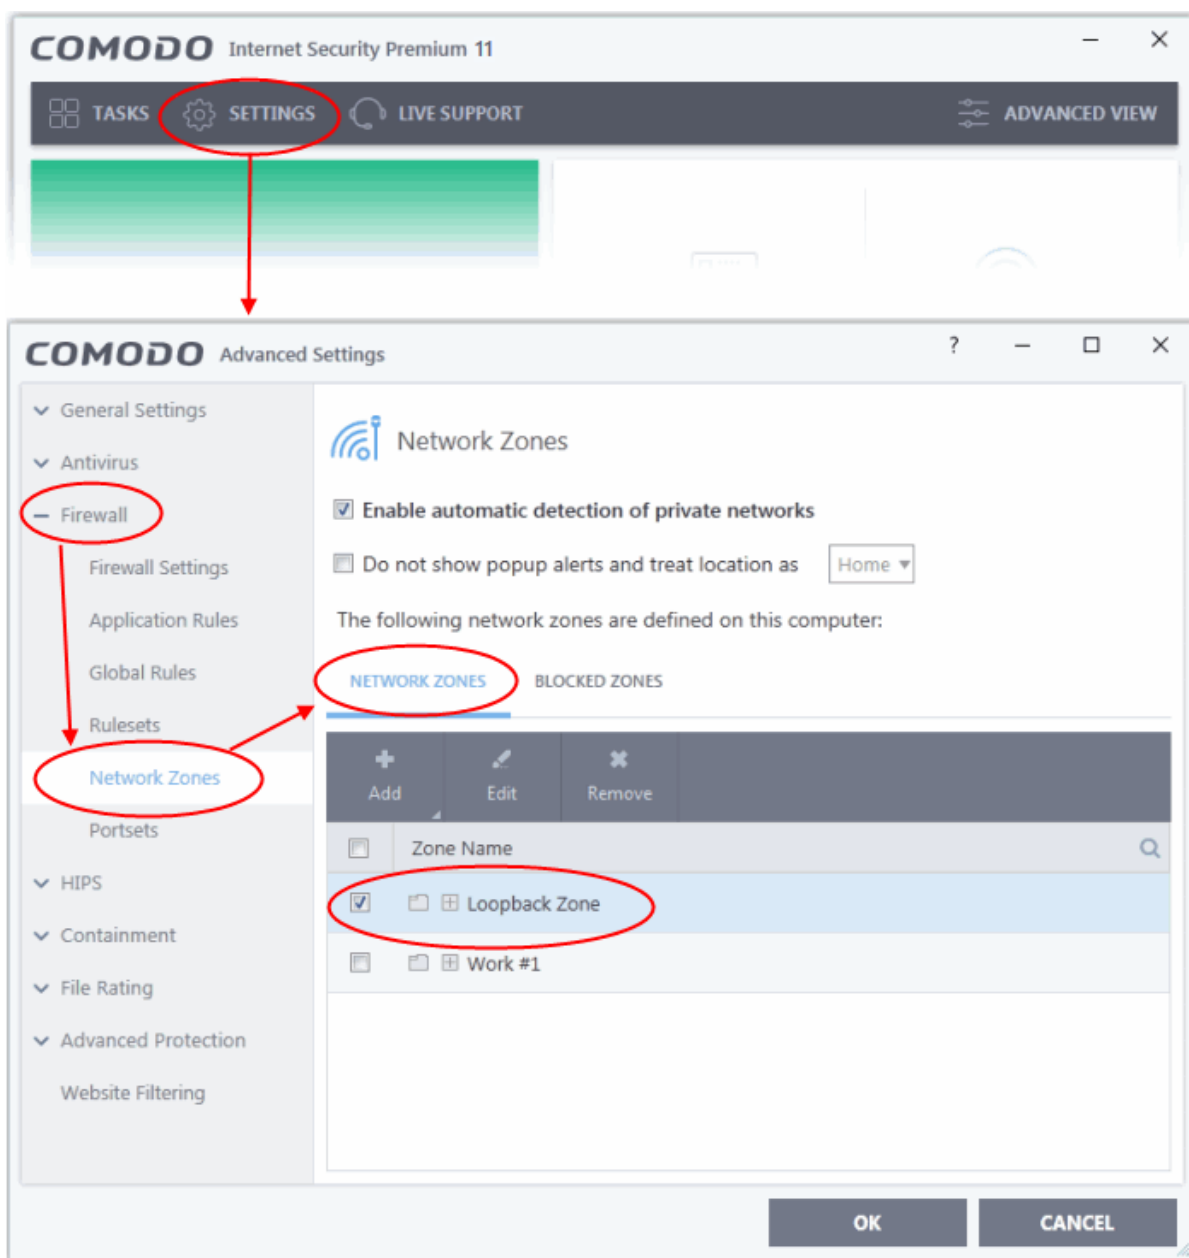 COMODO Internet Security Premium 11
TASKS SETTINGS LIVE SUPPORT ADVANCED VIEW
COMODO Advanced Settings ?
General Settings
Antivirus
Firewall
Firewall Settings
Application Rules
Global Rules
Rulesets
Network Zones
Portsets
HIPS
Containment
File Rating
Advanced Protection
Website Filtering
Network Zones
Enable automatic detection of private networks
Do not show popup alerts and treat location as Home
The following network zones are defined on this computer:
NETWORK ZONES BLOCKED ZONES
Add Edit Remove
Zone Name
Loopback Zone
Work #1
OK CANCEL